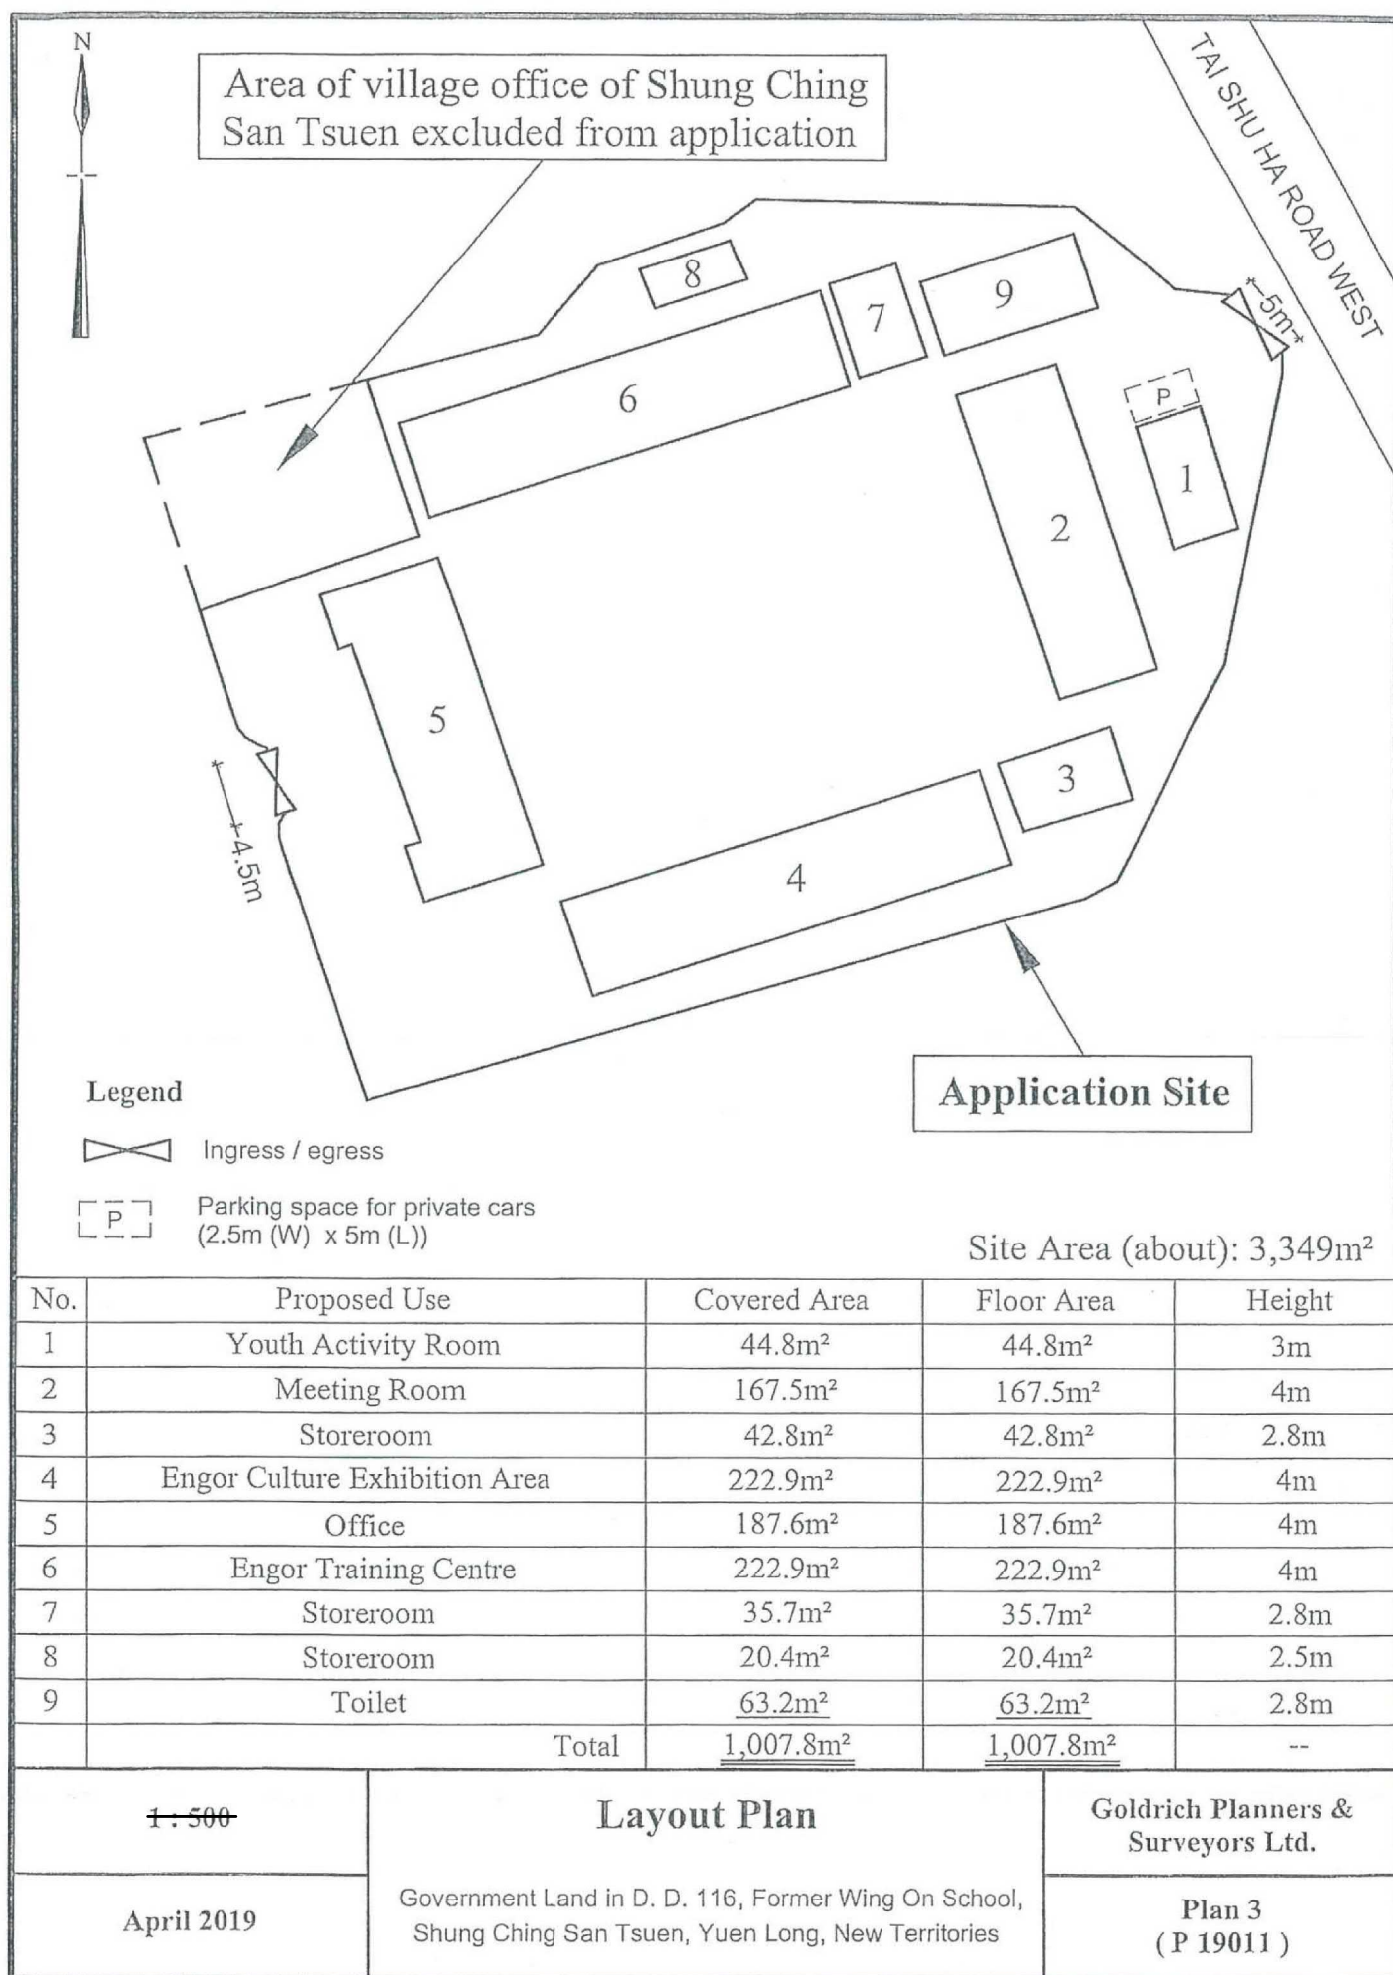 N
Area of village office of Shung Ching
San Tsuen excluded from application
TAI SHU HA ROAD WEST
5m
8
7
9
6
P
1
2
5
3
4
4.5m
Application Site
Legend
Ingress / egress
P
Parking space for private cars
(2.5m (W) x 5m (L))
Site Area (about): 3,349m²
No. Proposed Use Covered Area Floor Area Height
1 Youth Activity Room 44.8m² 44.8m² 3m
2 Meeting Room 167.5m² 167.5m² 4m
3 Storeroom 42.8m² 42.8m² 2.8m
4 Engor Culture Exhibition Area 222.9m² 222.9m² 4m
5 Office 187.6m² 187.6m² 4m
6 Engor Training Centre 222.9m² 222.9m² 4m
7 Storeroom 35.7m² 35.7m² 2.8m
8 Storeroom 20.4m² 20.4m² 2.5m
9 Toilet 63.2m² 63.2m² 2.8m
Total 1,007.8m² 1,007.8m² --
1 : 500
April 2019
Layout Plan
Government Land in D. D. 116, Former Wing On School,
Shung Ching San Tsuen, Yuen Long, New Territories
Goldrich Planners &
Surveyors Ltd.
Plan 3
( P 19011 )